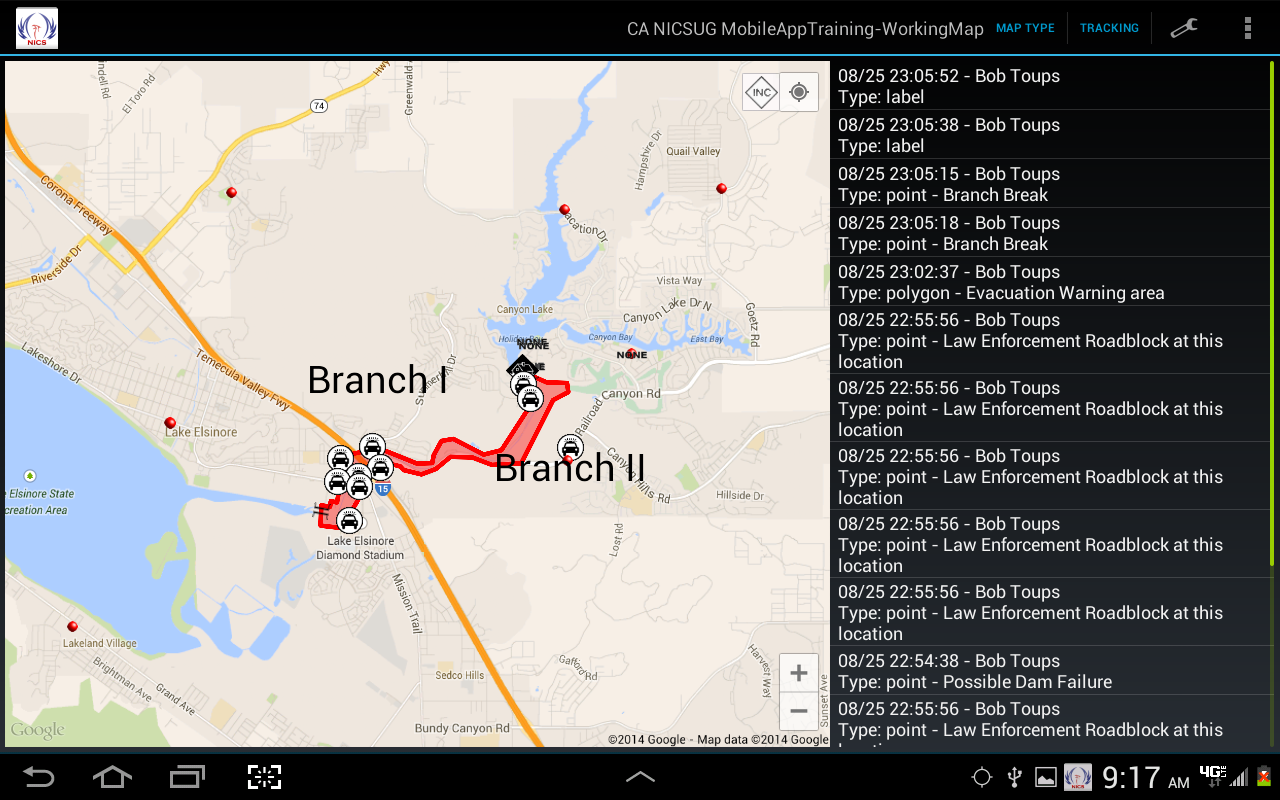 NICS
CA NICSUG MobileAppTraining-WorkingMap
MAP TYPE
TRACKING
ndell Rd
El Toro Rd
74
Greenwald A
Hwy
INC
Hampshire Dr
Quail Valley
Corona Freeway
Vacation Dr
Riverside Dr
Vista Way
Canyon Lake Dr N
Canyon Lake
Goetz Rd
Canyon Bay
East Bay
NONE
NONE
Lakeshore Dr
Temecula Valley Fwy
Branch I
Canyon Rd
Railroad
Lake Elsinore
Branch II
Canyon Hills Rd
Hillside Dr
15
e Elsinore State
creation Area
Lost Rd
Lake Elsinore
Diamond Stadium
Mission Trail
Lakeland Village
Brightman Ave
Grand Ave
Sedco Hills
Gafford Rd
Harvest Way
Sunset Ave
Bundy Canyon Rd
+
−
Google
©2014 Google - Map data ©2014 Google
08/25 23:05:52 - Bob Toups
Type: label
08/25 23:05:38 - Bob Toups
Type: label
08/25 23:05:15 - Bob Toups
Type: point - Branch Break
08/25 23:05:18 - Bob Toups
Type: point - Branch Break
08/25 23:02:37 - Bob Toups
Type: polygon - Evacuation Warning area
08/25 22:55:56 - Bob Toups
Type: point - Law Enforcement Roadblock at this
location
08/25 22:55:56 - Bob Toups
Type: point - Law Enforcement Roadblock at this
location
08/25 22:55:56 - Bob Toups
Type: point - Law Enforcement Roadblock at this
location
08/25 22:55:56 - Bob Toups
Type: point - Law Enforcement Roadblock at this
location
08/25 22:55:56 - Bob Toups
Type: point - Law Enforcement Roadblock at this
location
08/25 22:54:38 - Bob Toups
Type: point - Possible Dam Failure
08/25 22:55:56 - Bob Toups
Type: point - Law Enforcement Roadblock at this
NICS
9:17 AM
4G LTE